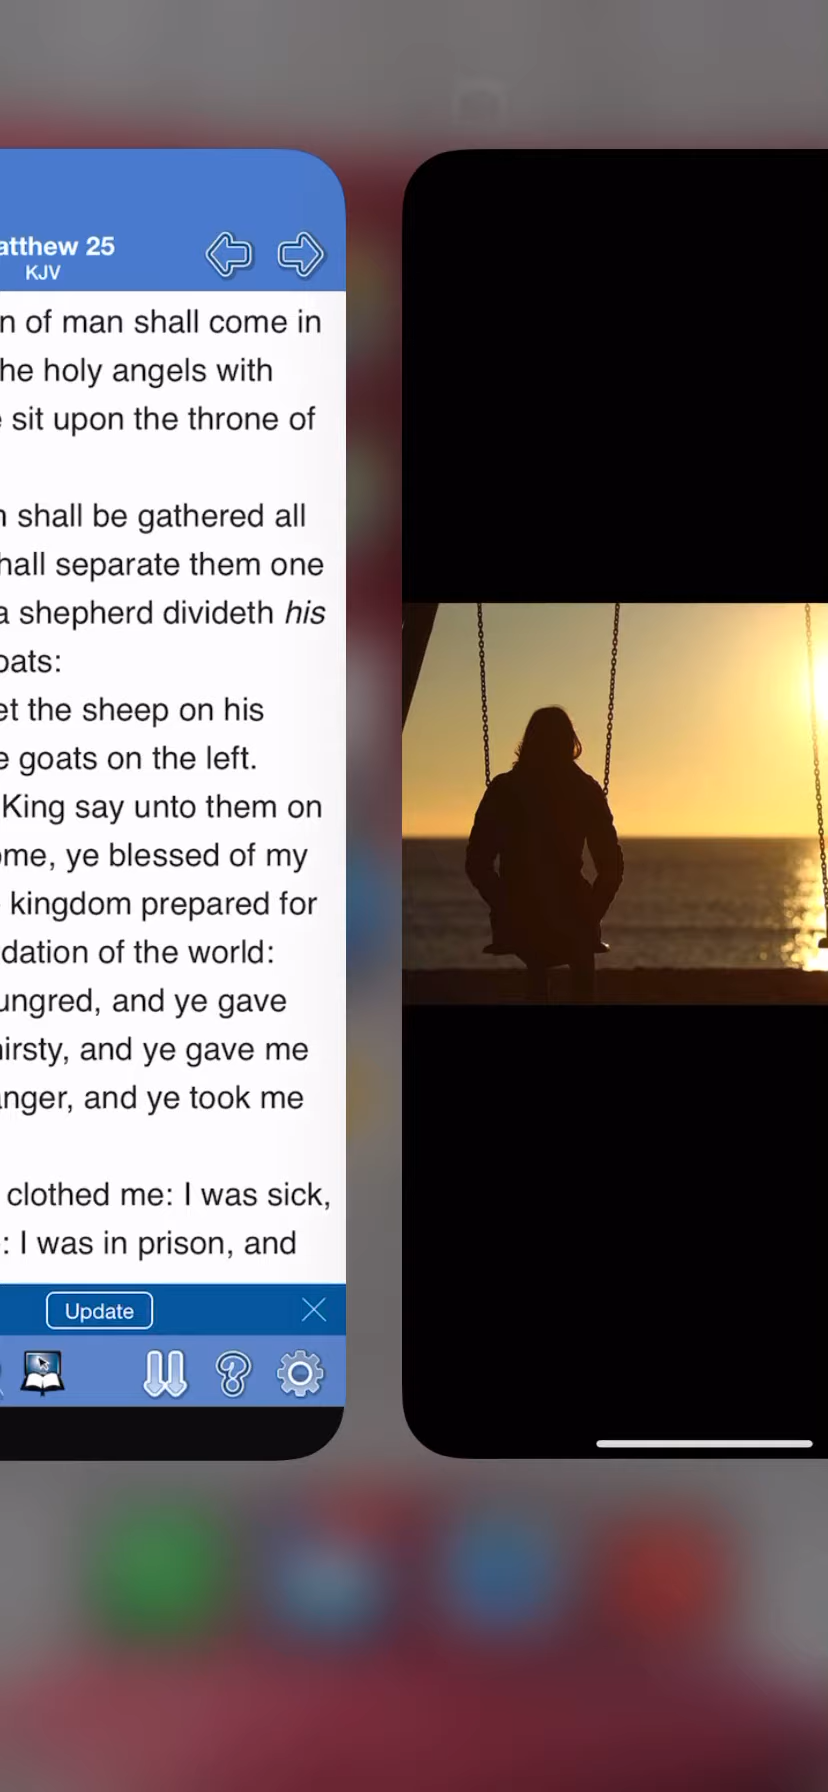 atthew 25
KJV
n of man shall come in
he holy angels with
sit upon the throne of
shall be gathered all
hall separate them one
a shepherd divideth his
oats:
et the sheep on his
e goats on the left.
King say unto them on
ome, ye blessed of my
kingdom prepared for
dation of the world:
ungred, and ye gave
irsty, and ye gave me
anger, and ye took me
clothed me: I was sick,
: I was in prison, and
Update